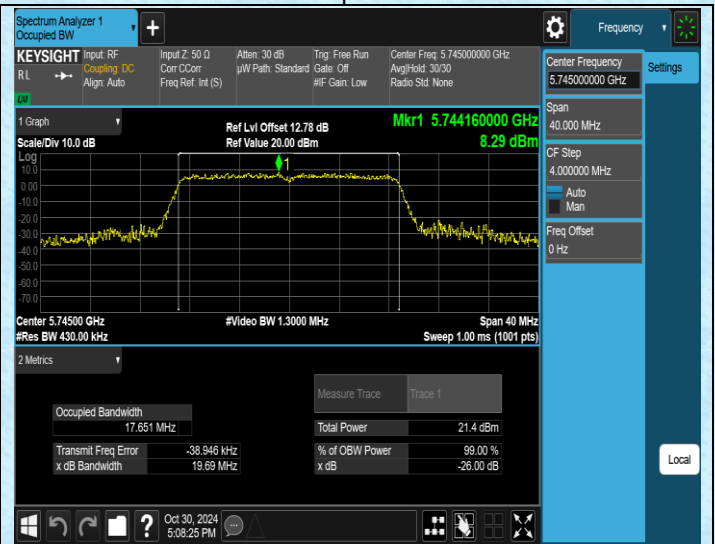 Spectrum Analyzer 1
Occupied BW
Frequency
KEYSIGHT
RL
Input: RF
Coupling: DC
Align: Auto
Input Z: 50 Ω
Corr CCorr
Freq Ref: Int (S)
Atten: 30 dB
µW Path: Standard
Trig: Free Run
Gate: Off
#IF Gain: Low
Center Freq: 5.745000000 GHz
Avg|Hold: 30/30
Radio Std: None
LXI
1 Graph
Scale/Div 10.0 dB
Ref Lvl Offset 12.78 dB
Ref Value 20.00 dBm
Mkr1 5.744160000 GHz
8.29 dBm
Log
10.0
0.00
-10.0
-20.0
-30.0
-40.0
-50.0
-60.0
-70.0
1
Center 5.74500 GHz
#Video BW 1.3000 MHz
Span 40 MHz
#Res BW 430.00 kHz
Sweep 1.00 ms (1001 pts)
2 Metrics
Measure Trace Trace 1
Occupied Bandwidth
17.651 MHz
Total Power 21.4 dBm
Transmit Freq Error -38.946 kHz
% of OBW Power 99.00 %
x dB Bandwidth 19.69 MHz
x dB -26.00 dB
Center Frequency
5.745000000 GHz
Settings
Span
40.000 MHz
CF Step
4.000000 MHz
Auto
Man
Freq Offset
0 Hz
Local
?
Oct 30, 2024
5:08:25 PM